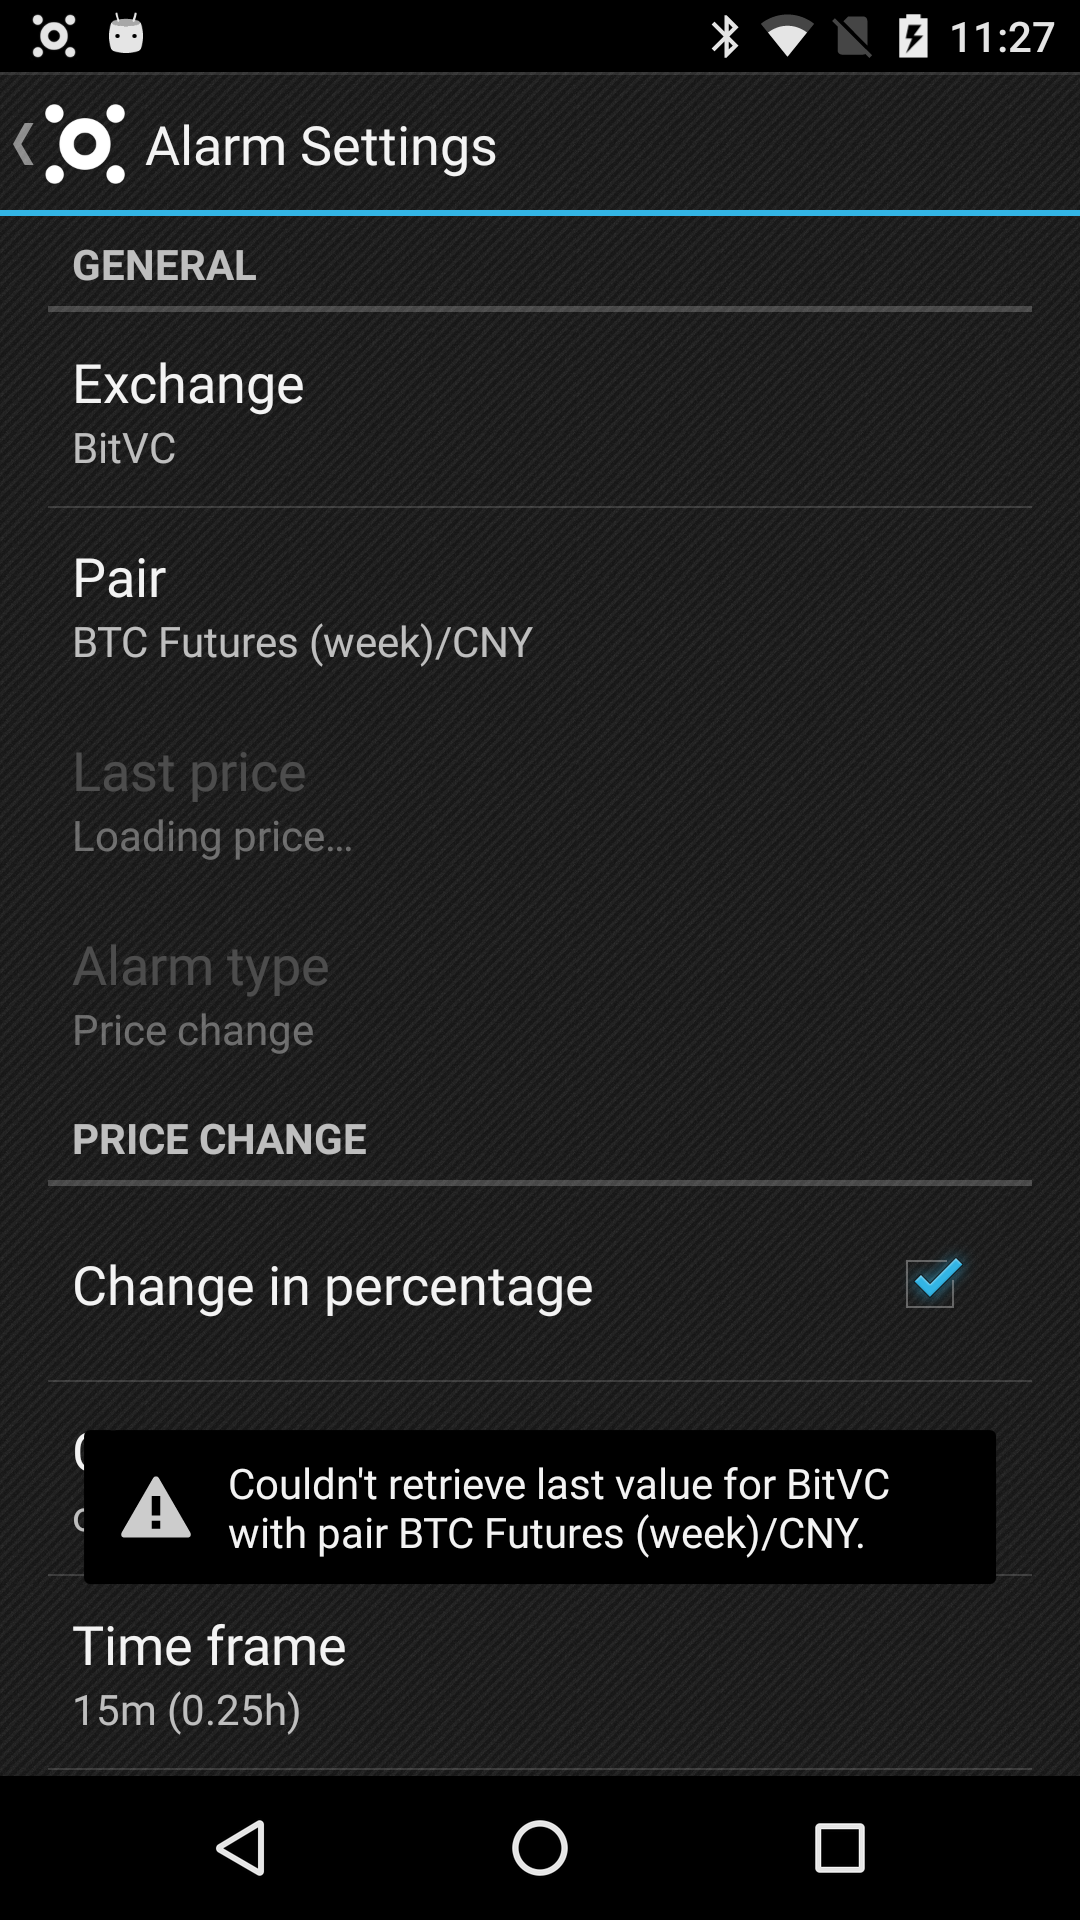 11:27
Alarm Settings
GENERAL
Exchange
BitVC
Pair
BTC Futures (week)/CNY
Last price
Loading price...
Alarm type
Price change
PRICE CHANGE
Change in percentage
Couldn't retrieve last value for BitVC
with pair BTC Futures (week)/CNY.
Time frame
15m (0.25h)